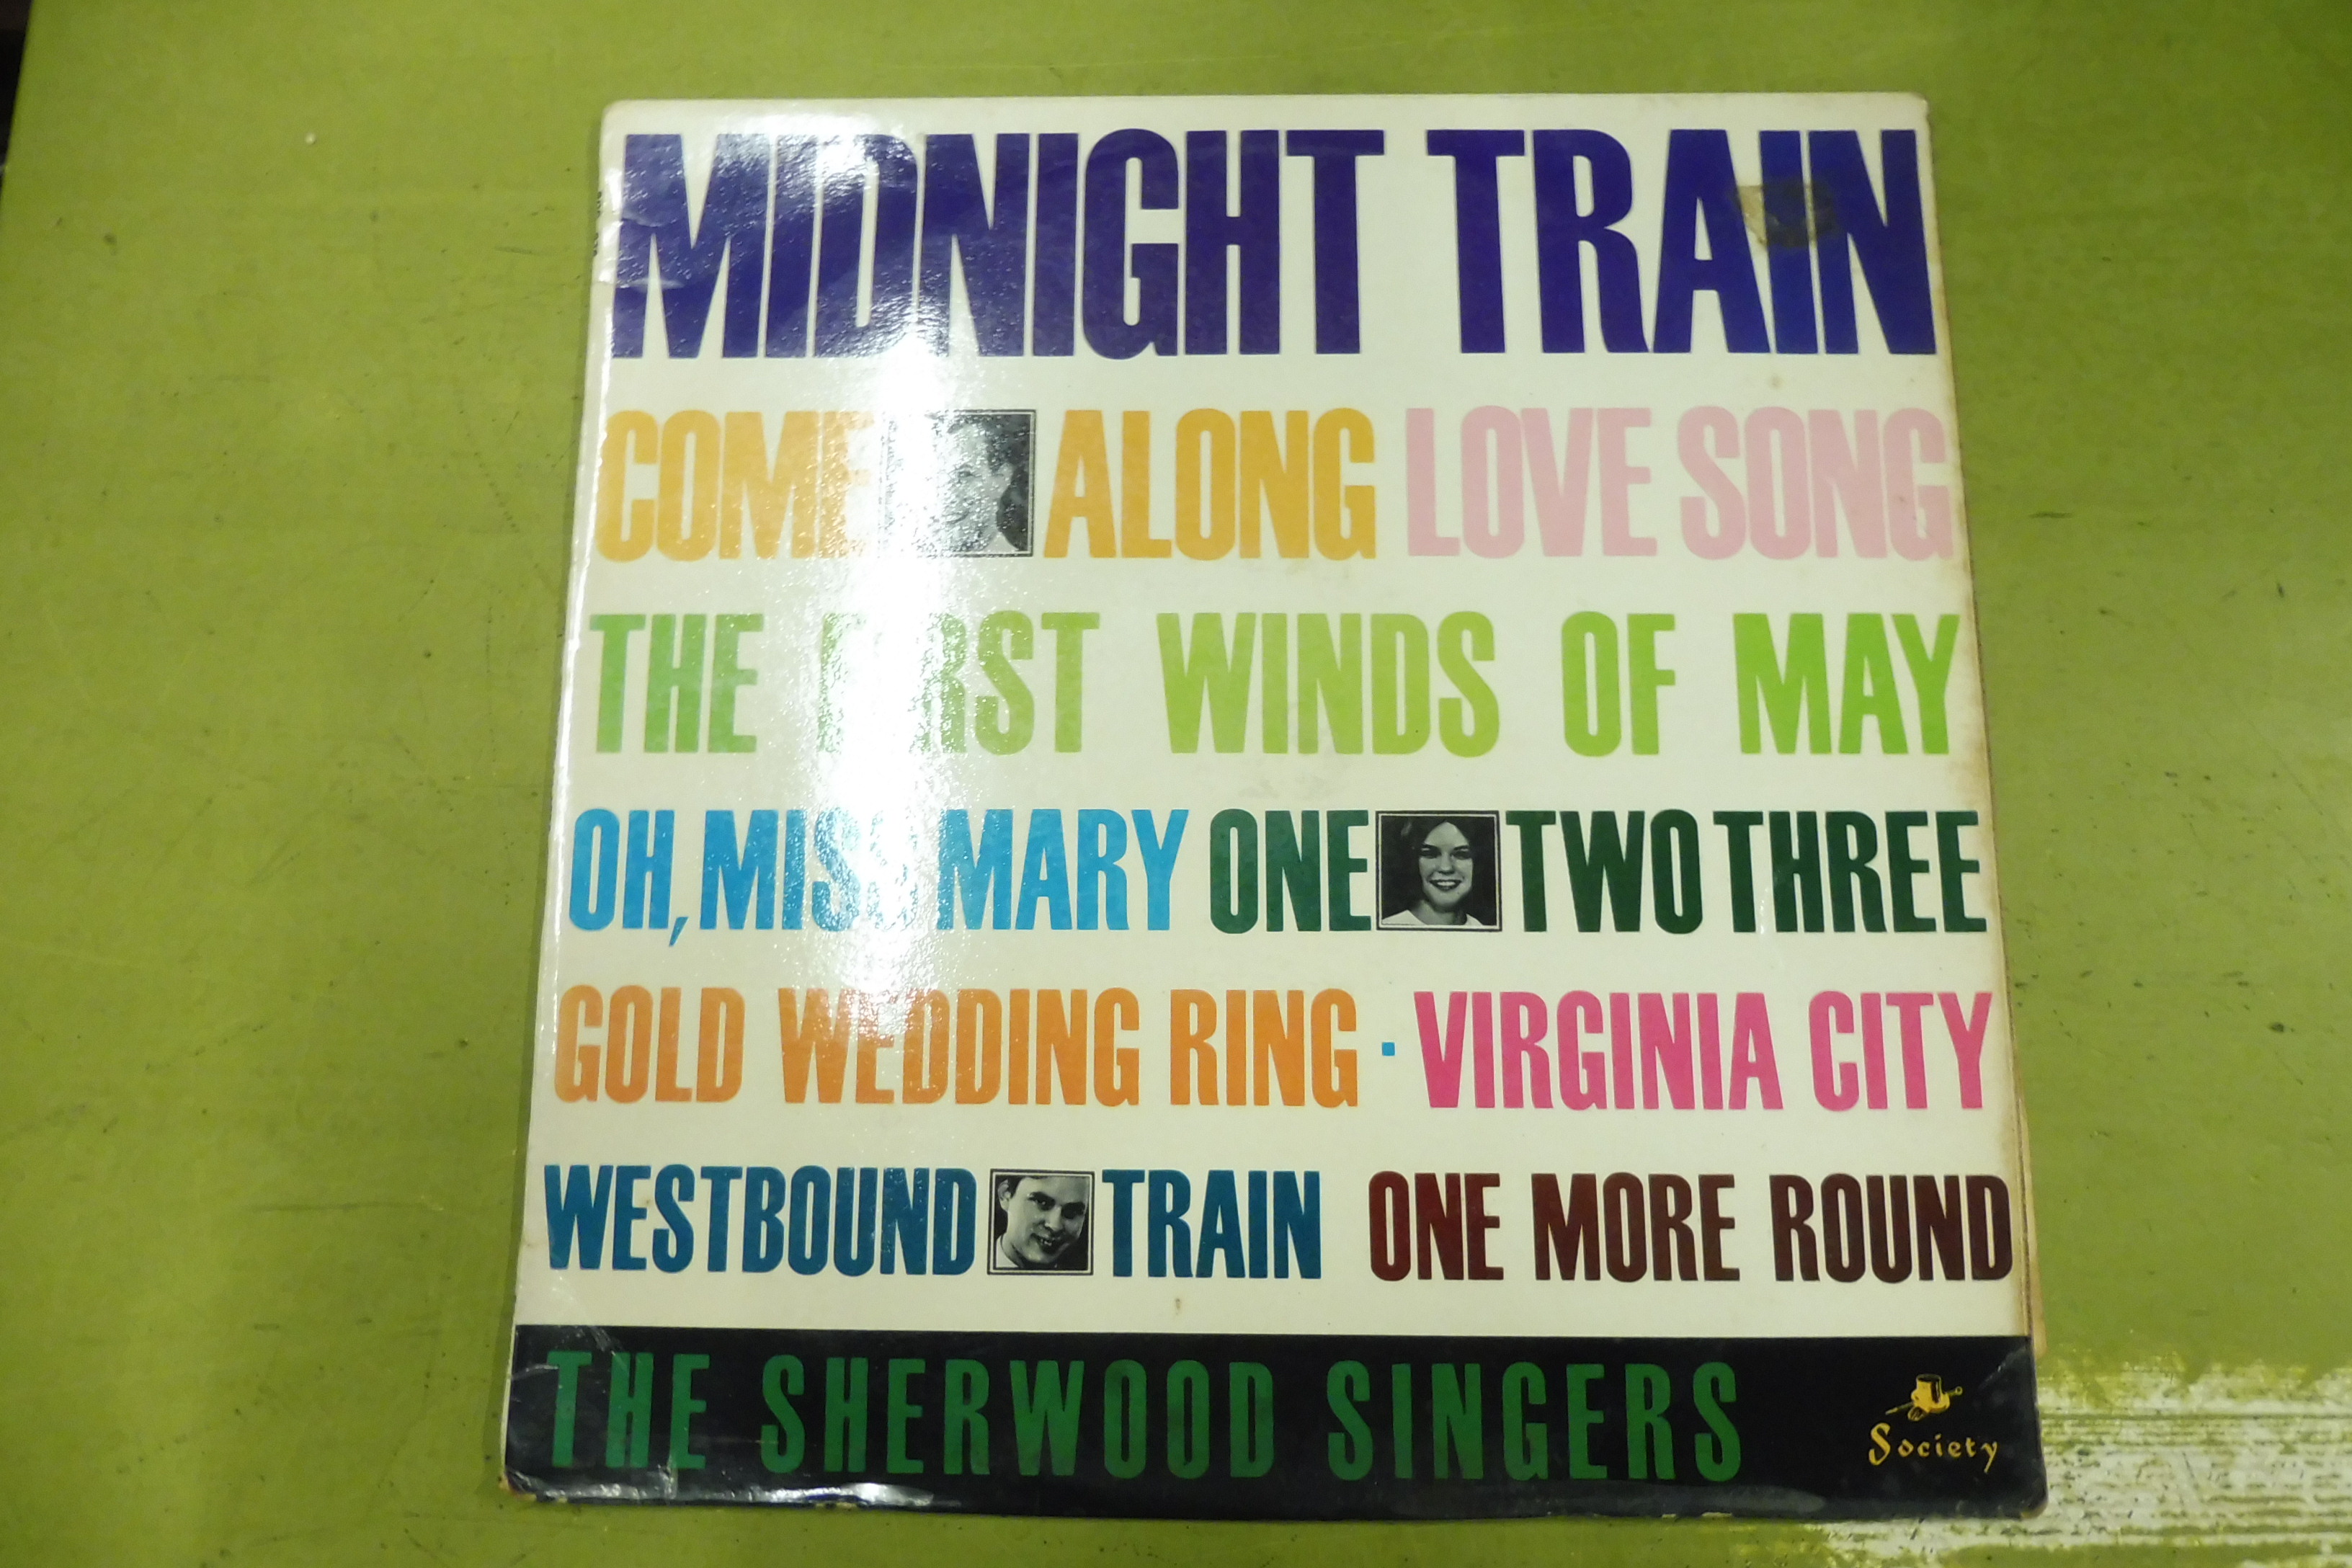 MIDNIGHT TRAIN
COME ALONG LOVE SONG
THE FIRST WINDS OF MAY
OH, MISS MARY ONE TWO THREE
GOLD WEDDING RING · VIRGINIA CITY
WESTBOUND TRAIN ONE MORE ROUND
THE SHERWOOD SINGERS
Society